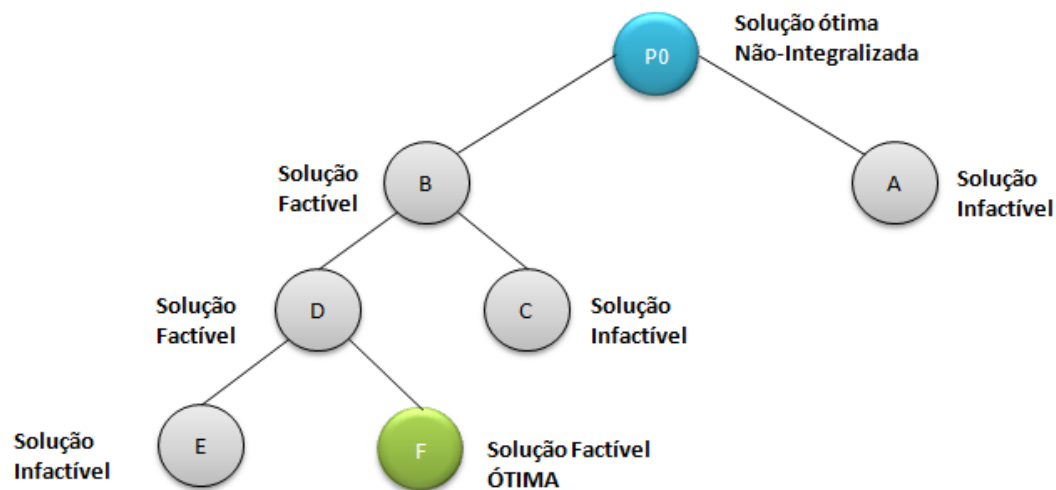 Solução ótima
Não-Integralizada
P0
Solução
Factível
B
A
Solução
Infactível
Solução
Factível
D
C
Solução
Infactível
Solução
Infactível
E
F
Solução Factível
ÓTIMA